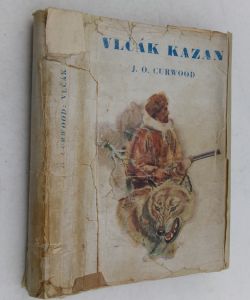 VLČÁK KAZAN
J. O. CURWOOD
J. O. CURWOOD: VLČÁK